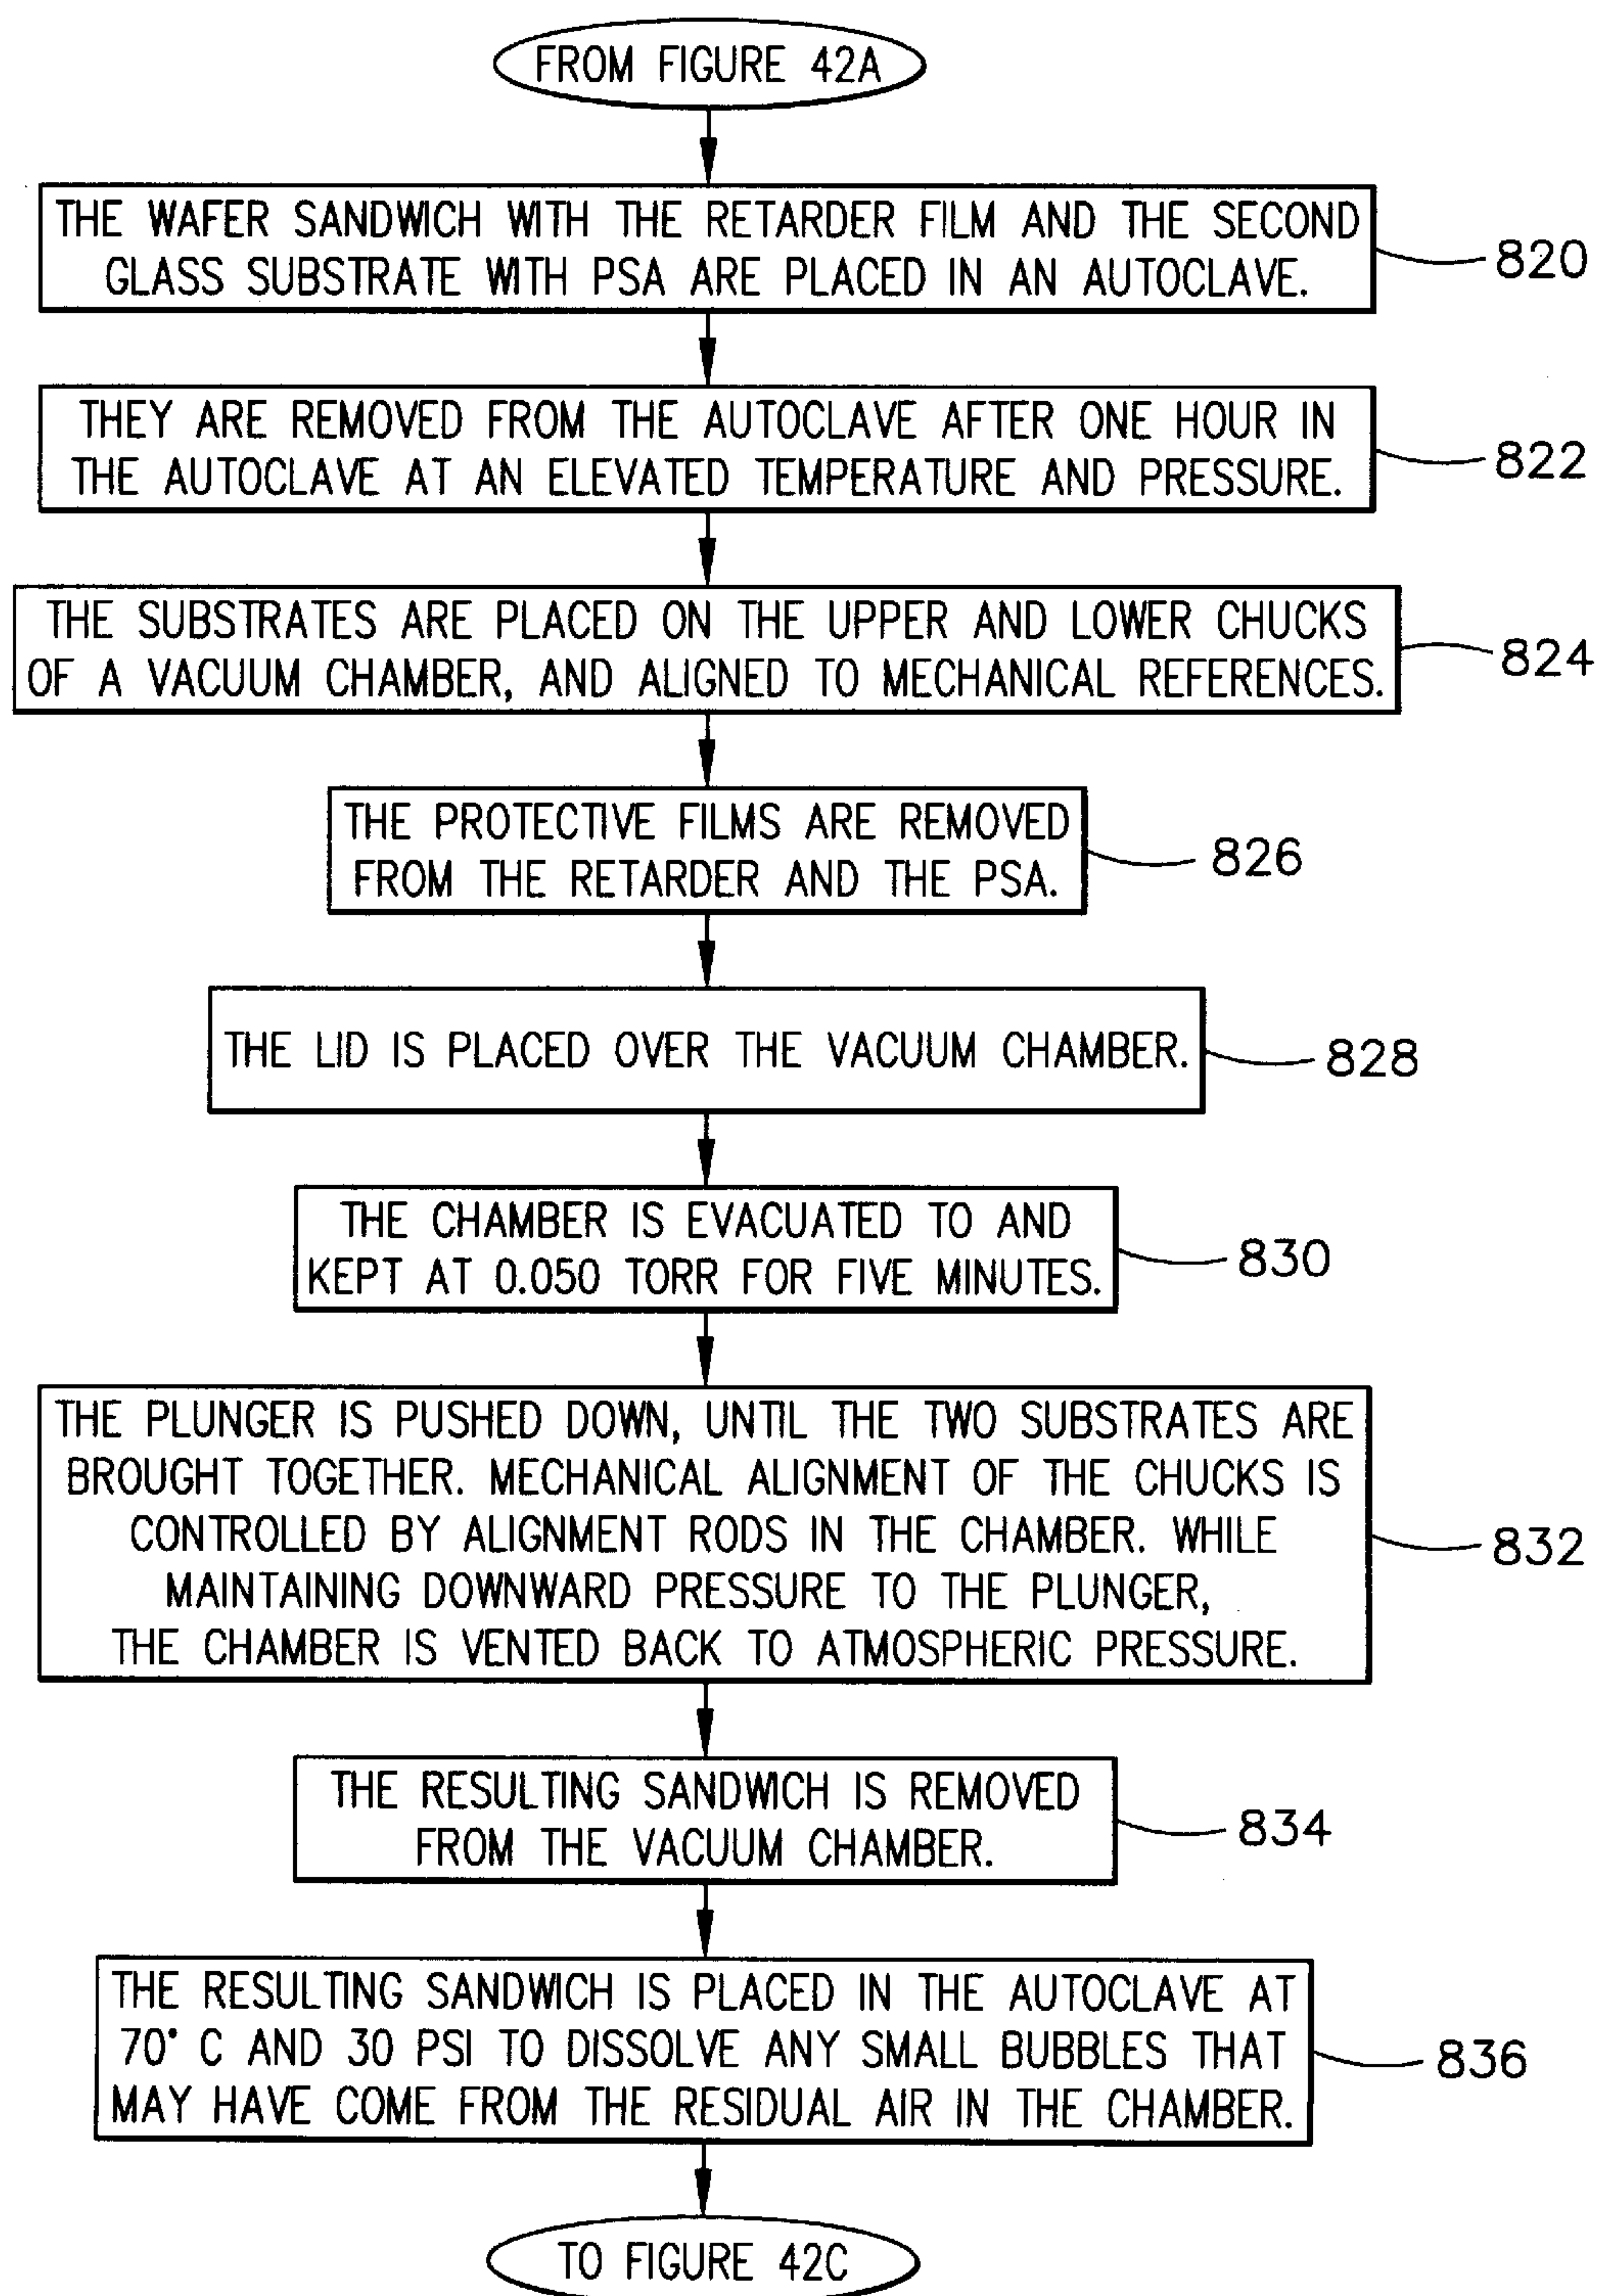 FROM FIGURE 42A
THE WAFER SANDWICH WITH THE RETARDER FILM AND THE SECOND
GLASS SUBSTRATE WITH PSA ARE PLACED IN AN AUTOCLAVE.
820
THEY ARE REMOVED FROM THE AUTOCLAVE AFTER ONE HOUR IN
THE AUTOCLAVE AT AN ELEVATED TEMPERATURE AND PRESSURE.
822
THE SUBSTRATES ARE PLACED ON THE UPPER AND LOWER CHUCKS
OF A VACUUM CHAMBER, AND ALIGNED TO MECHANICAL REFERENCES.
824
THE PROTECTIVE FILMS ARE REMOVED
FROM THE RETARDER AND THE PSA.
826
THE LID IS PLACED OVER THE VACUUM CHAMBER.
828
THE CHAMBER IS EVACUATED TO AND
KEPT AT 0.050 TORR FOR FIVE MINUTES.
830
THE PLUNGER IS PUSHED DOWN, UNTIL THE TWO SUBSTRATES ARE
BROUGHT TOGETHER. MECHANICAL ALIGNMENT OF THE CHUCKS IS
CONTROLLED BY ALIGNMENT RODS IN THE CHAMBER. WHILE
MAINTAINING DOWNWARD PRESSURE TO THE PLUNGER,
THE CHAMBER IS VENTED BACK TO ATMOSPHERIC PRESSURE.
832
THE RESULTING SANDWICH IS REMOVED
FROM THE VACUUM CHAMBER.
834
THE RESULTING SANDWICH IS PLACED IN THE AUTOCLAVE AT
70° C AND 30 PSI TO DISSOLVE ANY SMALL BUBBLES THAT
MAY HAVE COME FROM THE RESIDUAL AIR IN THE CHAMBER.
836
TO FIGURE 42C